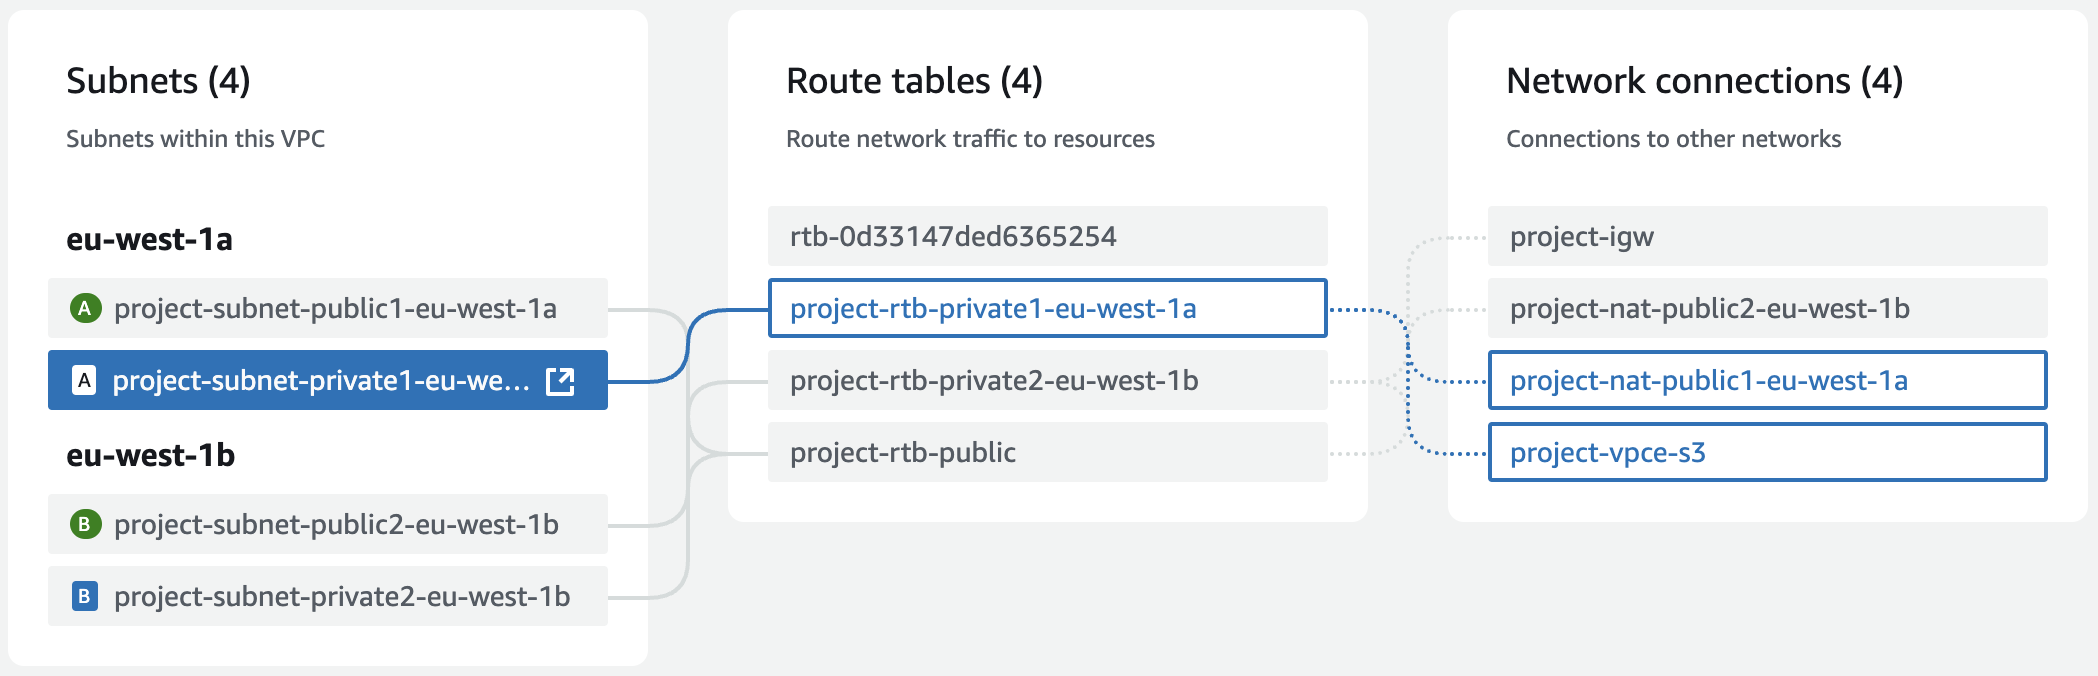 Subnets (4)
Subnets within this VPC
eu-west-1a
A project-subnet-public1-eu-west-1a
A project-subnet-private1-eu-we...
eu-west-1b
B project-subnet-public2-eu-west-1b
B project-subnet-private2-eu-west-1b
Route tables (4)
Route network traffic to resources
rtb-0d33147ded6365254
project-rtb-private1-eu-west-1a
project-rtb-private2-eu-west-1b
project-rtb-public
Network connections (4)
Connections to other networks
project-igw
project-nat-public2-eu-west-1b
project-nat-public1-eu-west-1a
project-vpce-s3